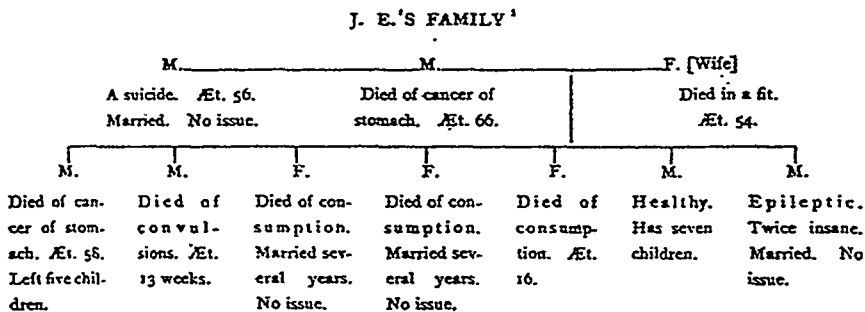 J. E.'S FAMILY ¹
M. M. F. [Wife]
A suicide. Æt. 56.
Married. No issue.
Died of cancer of
stomach. Æt. 66.
Died in a fit.
Æt. 54.
M. M. F. F. F. M. M.
Died of can-
cer of stom-
ach. Æt. 58.
Left five chil-
dren.
Died of
convul-
sions. Æt.
13 weeks.
Died of con-
sumption.
Married sev-
eral years.
No issue.
Died of con-
sumption.
Married sev-
eral years.
No issue.
Died of
consump-
tion. Æt.
16.
Healthy.
Has seven
children.
Epileptic.
Twice insane.
Married. No
issue.